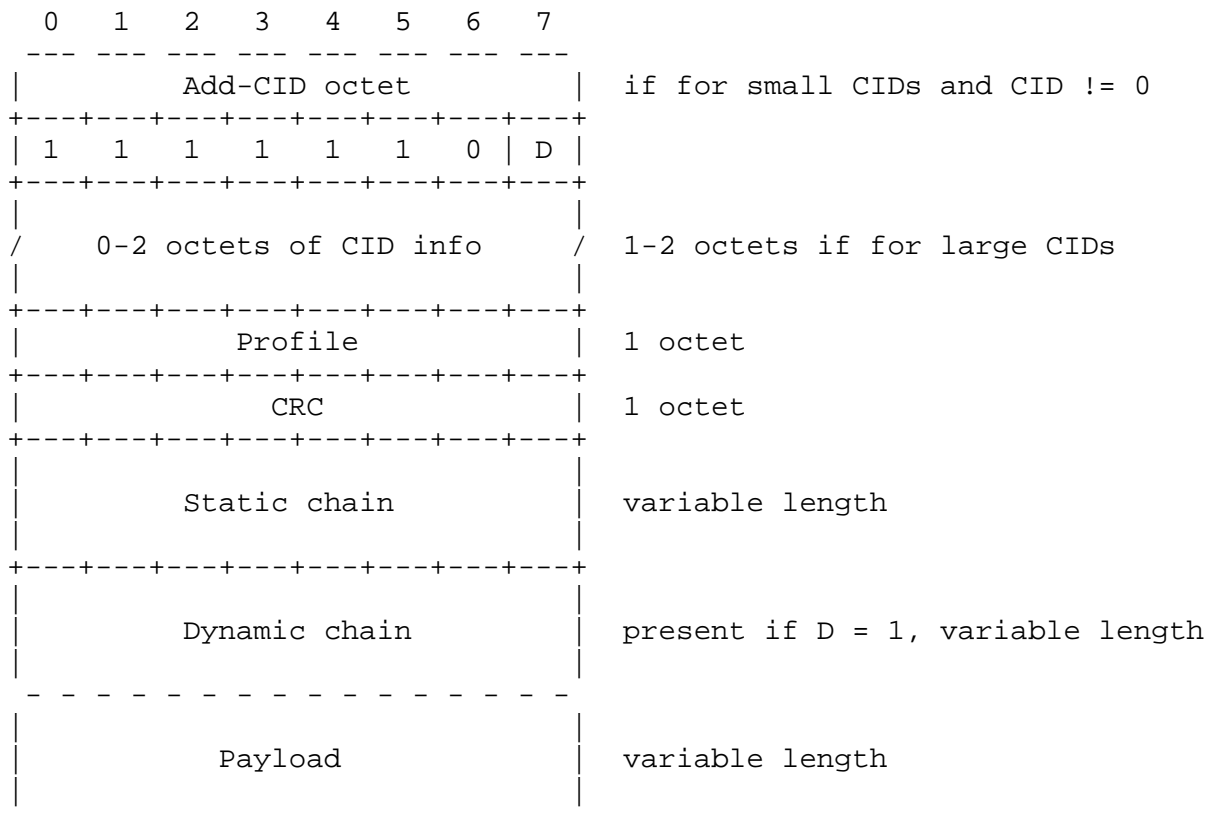 0 1 2 3 4 5 6 7
--- --- --- --- --- --- --- ---
| Add-CID octet | if for small CIDs and CID != 0
+---+---+---+---+---+---+---+---+
| 1 1 1 1 1 1 0 | D |
+---+---+---+---+---+---+---+---+
| |
/ 0-2 octets of CID info / 1-2 octets if for large CIDs
| |
+---+---+---+---+---+---+---+---+
| Profile | 1 octet
+---+---+---+---+---+---+---+---+
| CRC | 1 octet
+---+---+---+---+---+---+---+---+
| |
| Static chain | variable length
| |
+---+---+---+---+---+---+---+---+
| |
| Dynamic chain | present if D = 1, variable length
| |
- - - - - - - - - - - - - - - -
| |
| Payload | variable length
| |